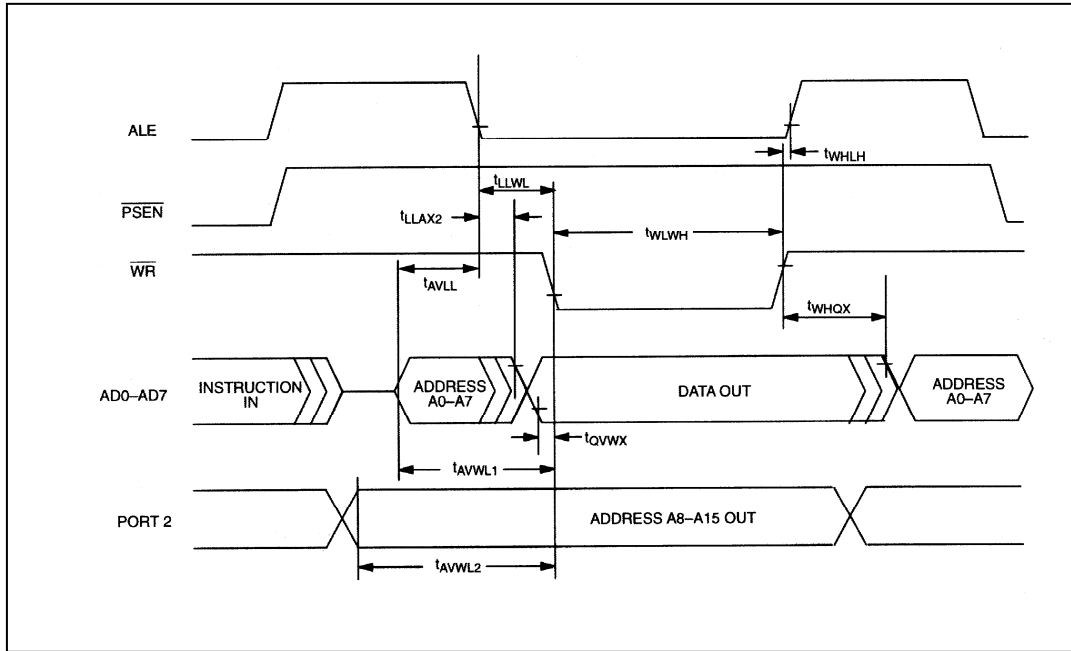 ALE
tWHLH
tLLWL
PSEN
tLLAX2
tWLWH
WR
tAVLL
tWHQX
AD0–AD7
INSTRUCTION
IN
ADDRESS
A0–A7
DATA OUT
ADDRESS
A0–A7
tQVWX
tAVWL1
PORT 2
ADDRESS A8–A15 OUT
tAVWL2